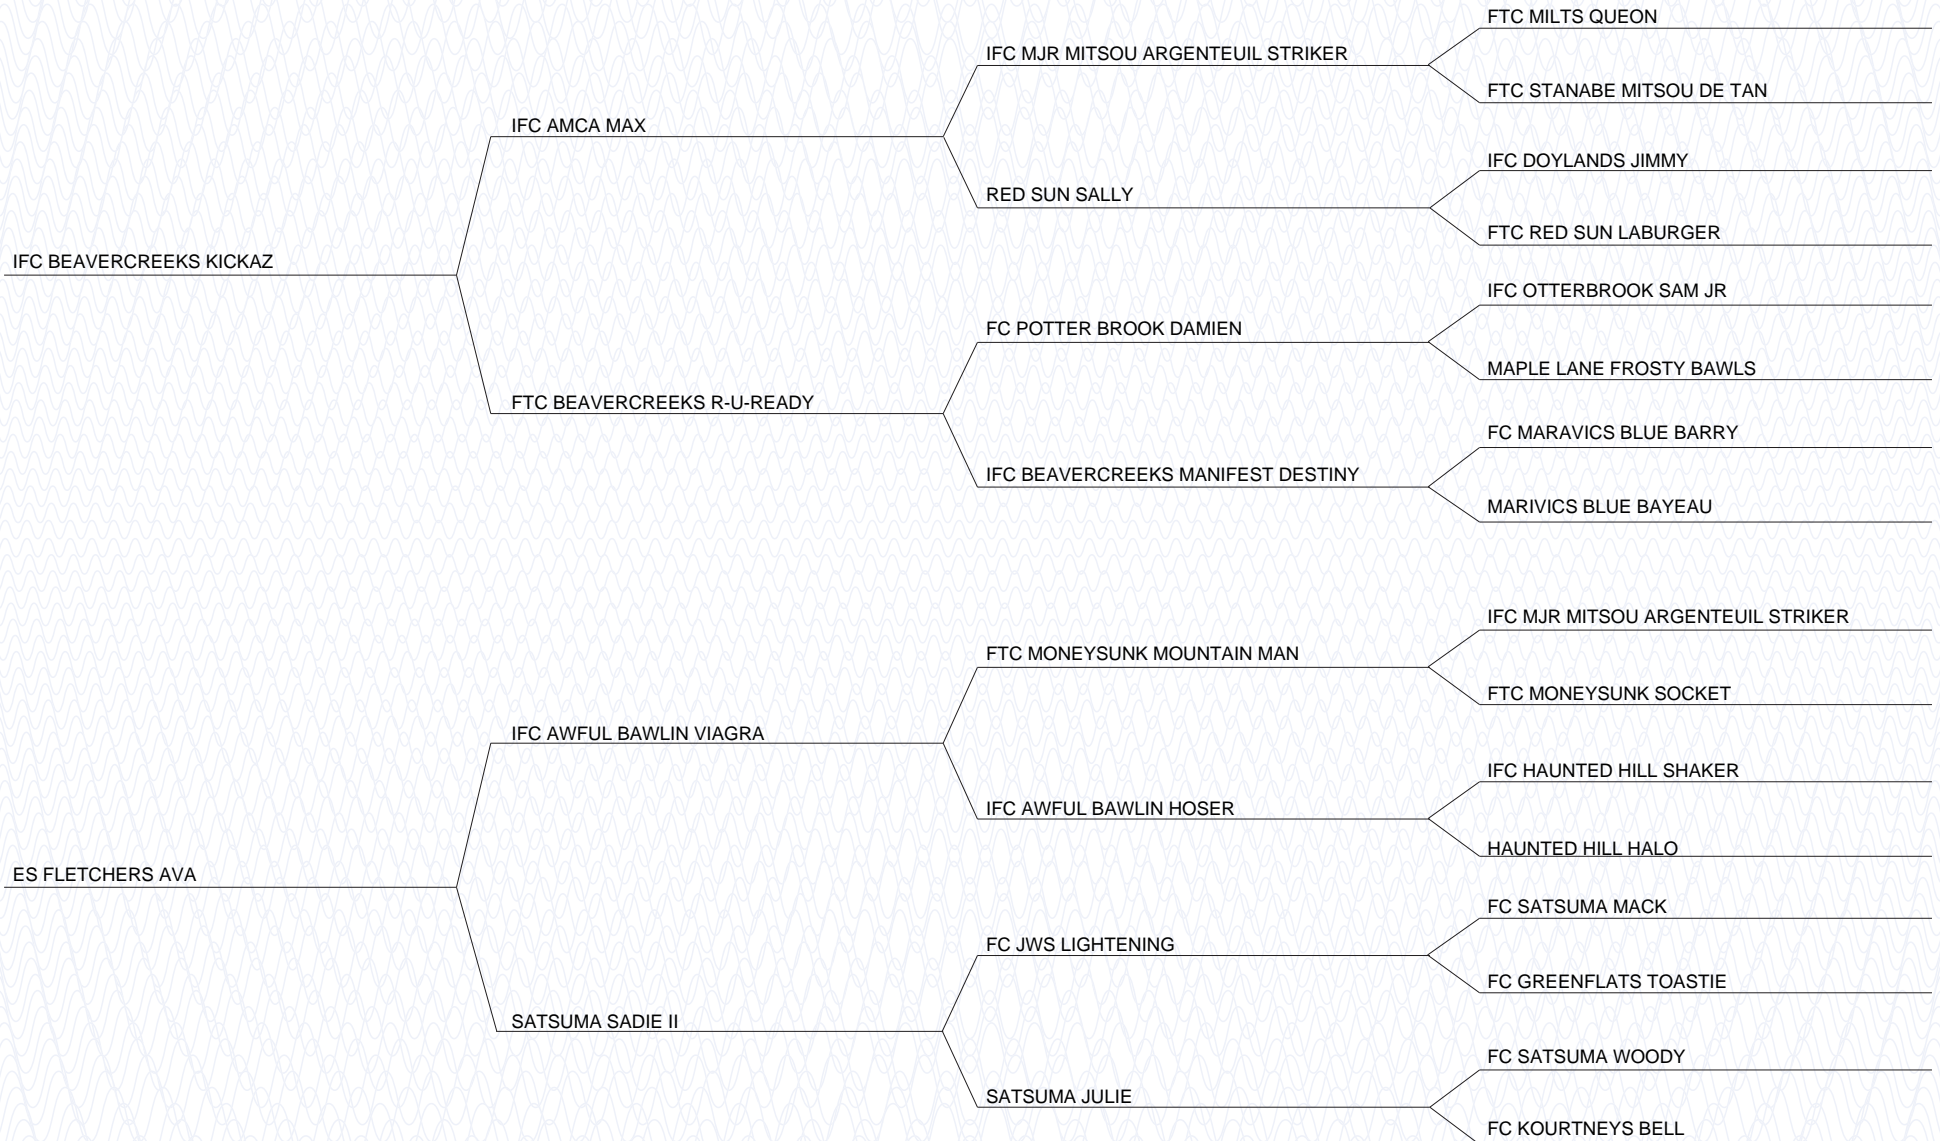 FTC MILTS QUEON
IFC MJR MITSOU ARGENTEUIL STRIKER
FTC STANABE MITSOU DE TAN
IFC AMCA MAX
IFC DOYLANDS JIMMY
RED SUN SALLY
FTC RED SUN LABURGER
IFC BEAVERCREEKS KICKAZ
IFC OTTERBROOK SAM JR
FC POTTER BROOK DAMIEN
MAPLE LANE FROSTY BAWLS
FTC BEAVERCREEKS R-U-READY
FC MARAVICS BLUE BARRY
IFC BEAVERCREEKS MANIFEST DESTINY
MARIVICS BLUE BAYEAU
IFC MJR MITSOU ARGENTEUIL STRIKER
FTC MONEYSUNK MOUNTAIN MAN
FTC MONEYSUNK SOCKET
IFC AWFUL BAWLIN VIAGRA
IFC HAUNTED HILL SHAKER
IFC AWFUL BAWLIN HOSER
HAUNTED HILL HALO
ES FLETCHERS AVA
FC SATSUMA MACK
FC JWS LIGHTENING
FC GREENFLATS TOASTIE
SATSUMA SADIE II
FC SATSUMA WOODY
SATSUMA JULIE
FC KOURTNEYS BELL